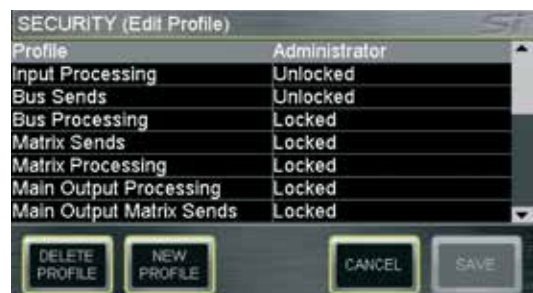 SECURITY (Edit Profile)
Si
Profile Administrator
Input Processing Unlocked
Bus Sends Unlocked
Bus Processing Locked
Matrix Sends Locked
Matrix Processing Locked
Main Output Processing Locked
Main Output Matrix Sends Locked
DELETE PROFILE
NEW PROFILE
CANCEL
SAVE